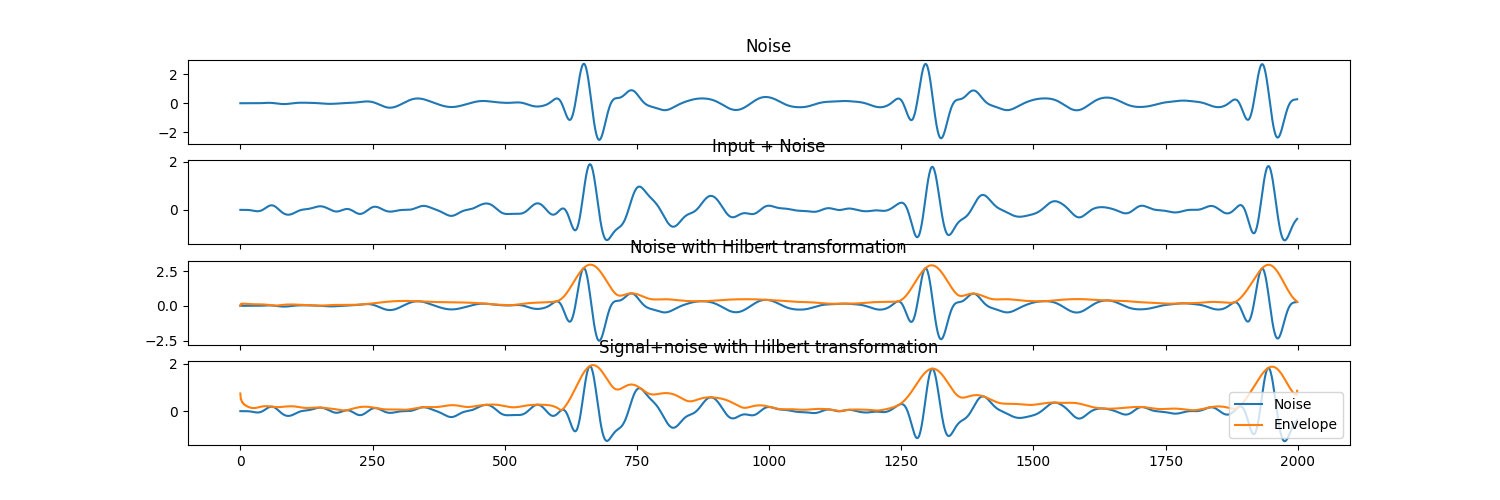 Noise
2
0
−2
Input + Noise
2
0
Noise with Hilbert transformation
2.5
0.0
−2.5
Signal+noise with Hilbert transformation
2
0
Noise
Envelope
0 250 500 750 1000 1250 1500 1750 2000